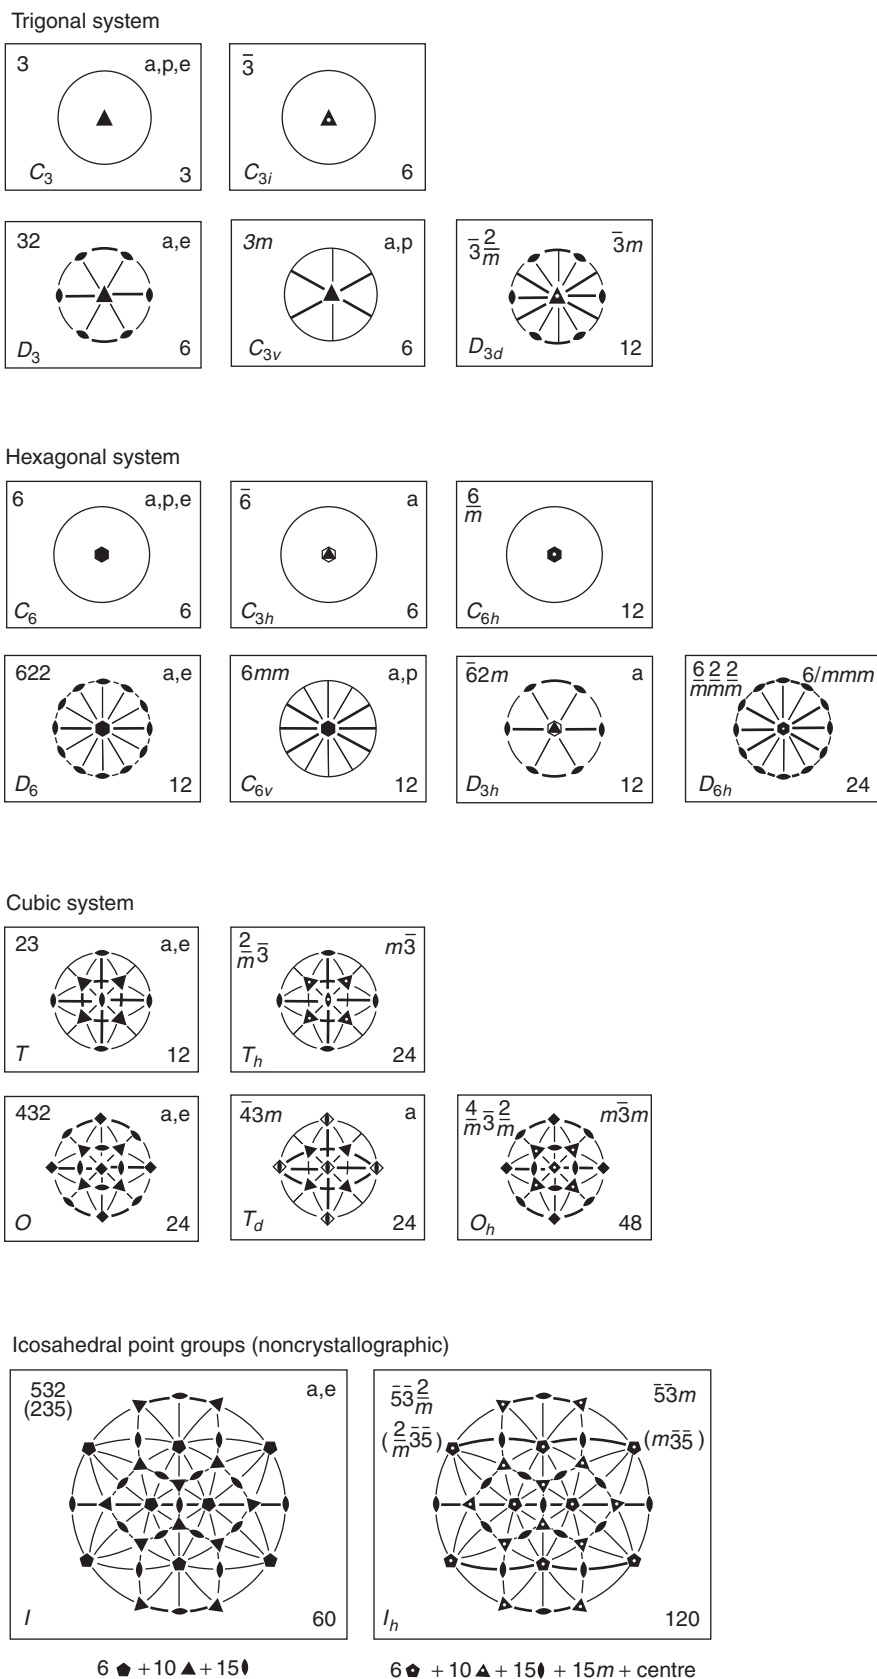 Trigonal system
3 a,p,e
C3 3
3̄
C3i 6
32 a,e
D3 6
3m a,p
C3v 6
3̄ 2/m 3̄m
D3d 12
Hexagonal system
6 a,p,e
C6 6
6̄ a
C3h 6
6/m
C6h 12
622 a,e
D6 12
6mm a,p
C6v 12
6̄2m a
D3h 12
6/m 2/m 2/m 6/mmm
D6h 24
Cubic system
23 a,e
T 12
2/m 3̄ m3̄
Th 24
432 a,e
O 24
4̄3m a
Td 24
4/m 3̄ 2/m m3̄m
Oh 48
Icosahedral point groups (noncrystallographic)
532 a,e
(235)
I 60
5̄3̄ 2/m 5̄3̄m
(2/m 3̄5̄) (m3̄5̄)
Ih 120
6 ⬟ + 10 ▲ + 15 ⬮
6 ⬟ + 10 ▲ + 15 ⬮ + 15m + centre